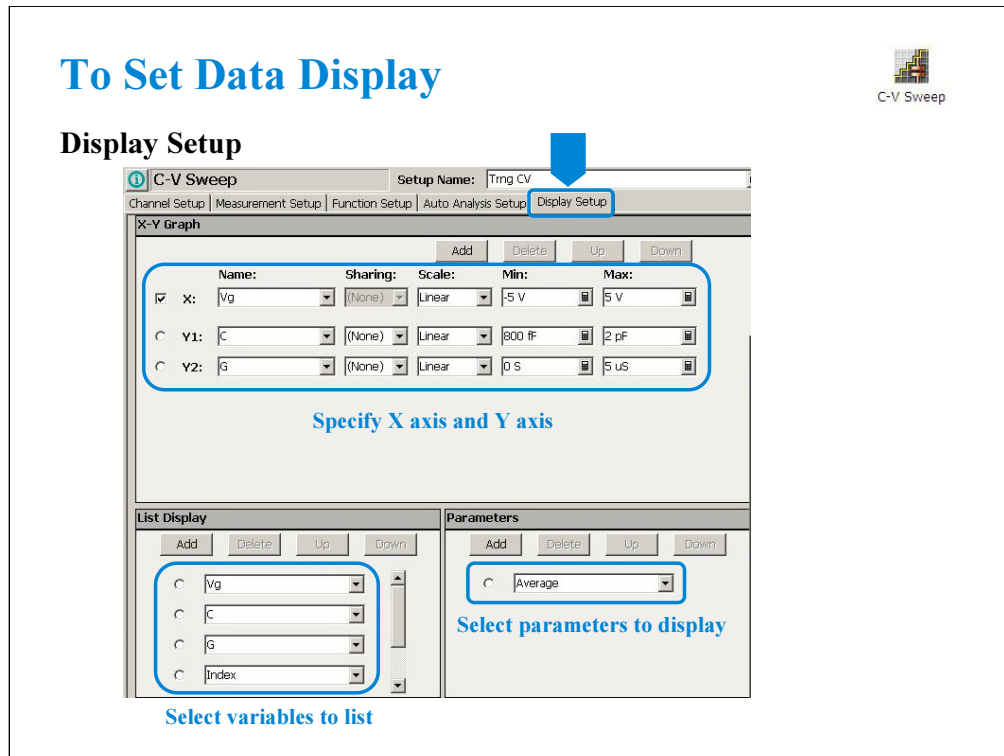 To Set Data Display
C-V Sweep
Display Setup
C-V Sweep Setup Name: Trng CV
Channel Setup Measurement Setup Function Setup Auto Analysis Setup Display Setup
X-Y Graph
Add Delete Up Down
Name: Sharing: Scale: Min: Max:
X: Vg (None) Linear -5 V 5 V
Y1: C (None) Linear 800 fF 2 pF
Y2: G (None) Linear 0 S 5 uS
Specify X axis and Y axis
List Display
Add Delete Up Down
Vg
C
G
Index
Select variables to list
Parameters
Add Delete Up Down
Average
Select parameters to display